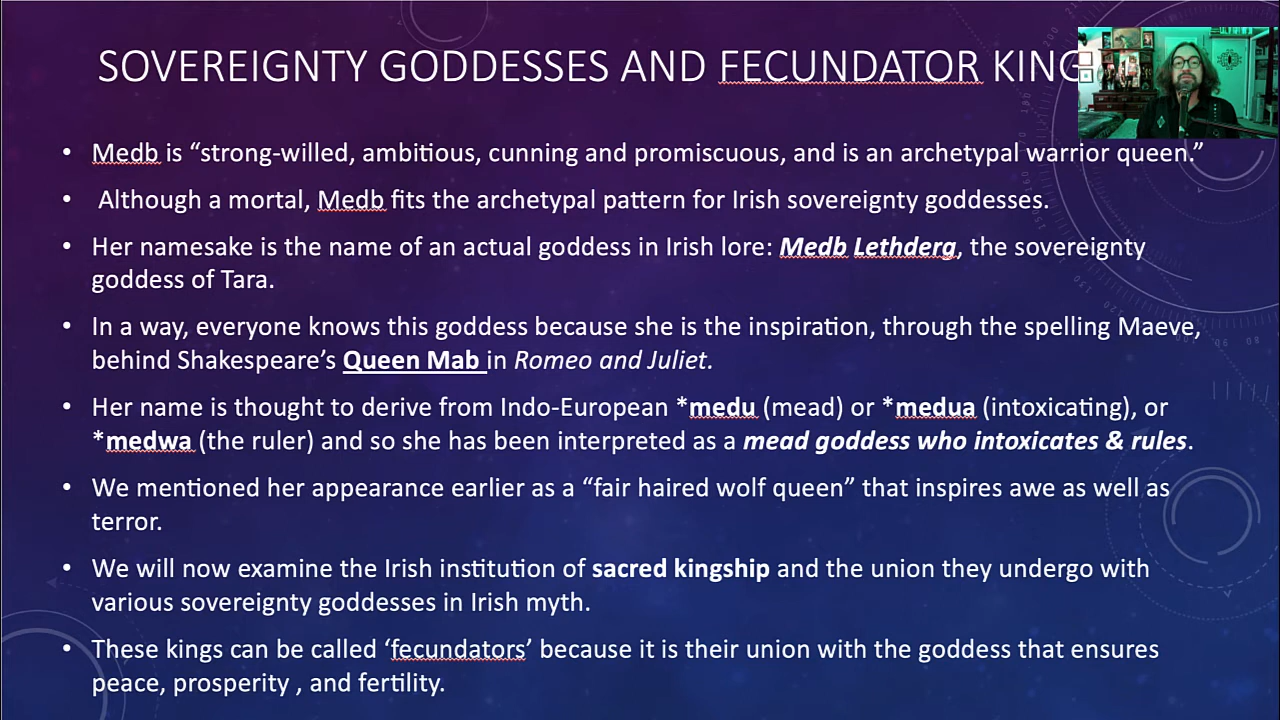 SOVEREIGNTY GODDESSES AND FECUNDATOR KING
• Medb is “strong-willed, ambitious, cunning and promiscuous, and is an archetypal warrior queen.”
• Although a mortal, Medb fits the archetypal pattern for Irish sovereignty goddesses.
• Her namesake is the name of an actual goddess in Irish lore: Medb Lethderg, the sovereignty
goddess of Tara.
• In a way, everyone knows this goddess because she is the inspiration, through the spelling Maeve,
behind Shakespeare’s Queen Mab in Romeo and Juliet.
• Her name is thought to derive from Indo-European *medu (mead) or *medua (intoxicating), or
*medwa (the ruler) and so she has been interpreted as a mead goddess who intoxicates & rules.
• We mentioned her appearance earlier as a “fair haired wolf queen” that inspires awe as well as
terror.
• We will now examine the Irish institution of sacred kingship and the union they undergo with
various sovereignty goddesses in Irish myth.
• These kings can be called ‘fecundators’ because it is their union with the goddess that ensures
peace, prosperity , and fertility.